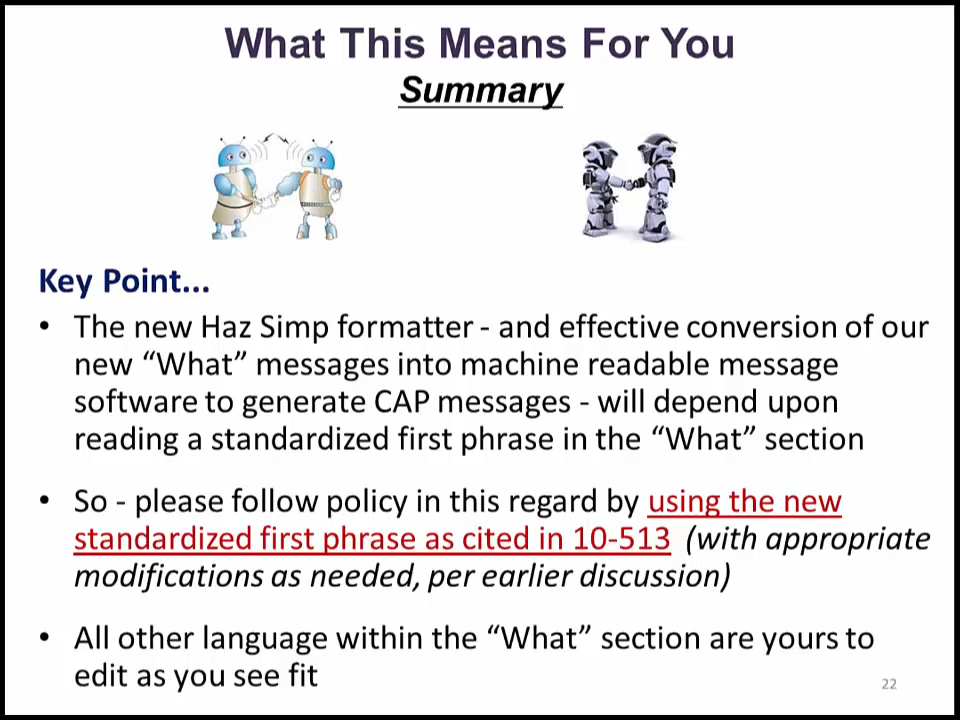 What This Means For You
Summary
Key Point...
• The new Haz Simp formatter - and effective conversion of our
new “What” messages into machine readable message
software to generate CAP messages - will depend upon
reading a standardized first phrase in the “What” section
• So - please follow policy in this regard by using the new
standardized first phrase as cited in 10-513 (with appropriate
modifications as needed, per earlier discussion)
• All other language within the “What” section are yours to
edit as you see fit
22